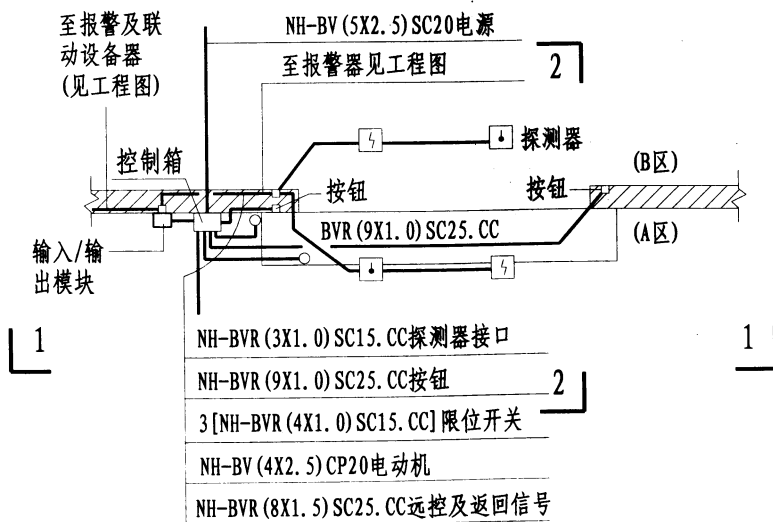 至报警及联
动设备器
(见工程图)
NH-BV(5X2.5)SC20电源
至报警器见工程图
2
探测器
控制箱
按钮
按钮
(B区)
BVR(9X1.0)SC25.CC
(A区)
输入/输
出模块
1
1
NH-BVR(3X1.0)SC15.CC探测器接口
NH-BVR(9X1.0)SC25.CC按钮
2
3[NH-BVR(4X1.0)SC15.CC]限位开关
NH-BV(4X2.5)CP20电动机
NH-BVR(8X1.5)SC25.CC远控及返回信号